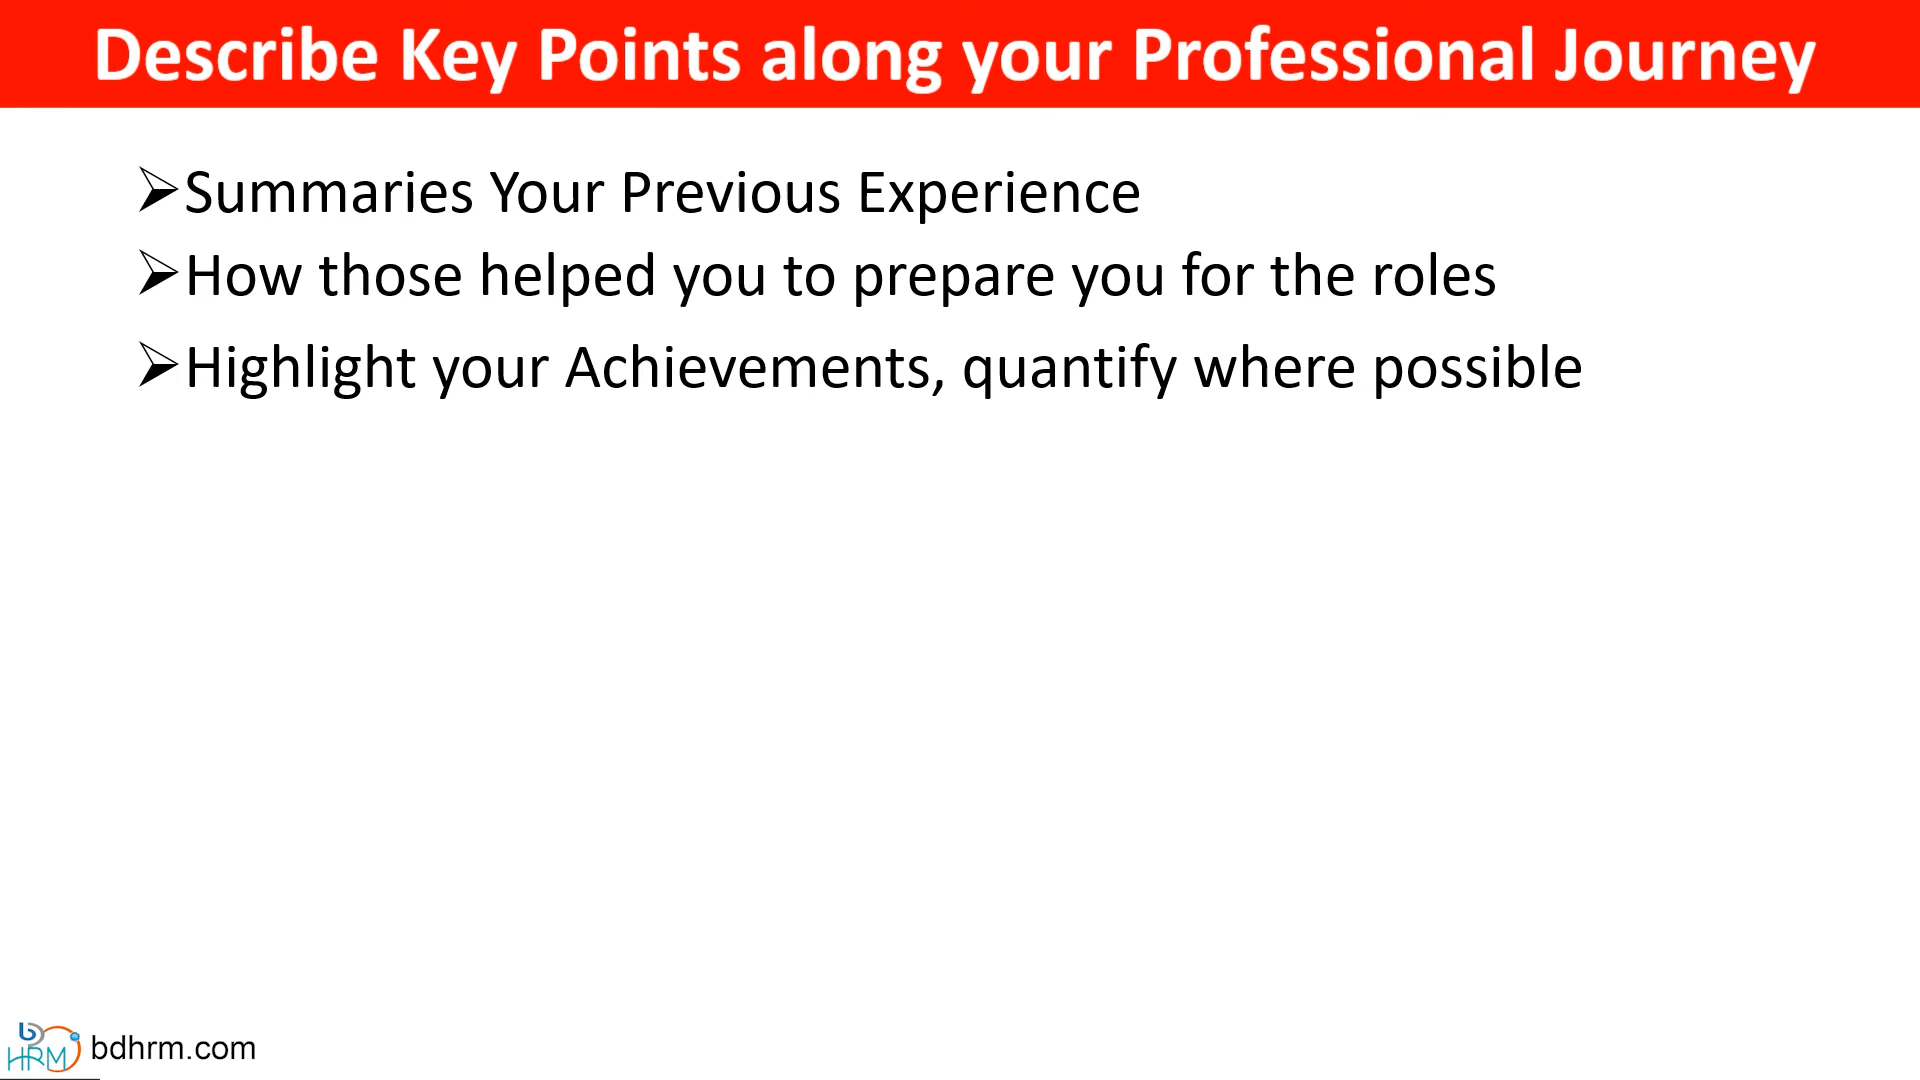 Describe Key Points along your Professional Journey
➢Summaries Your Previous Experience
➢How those helped you to prepare you for the roles
➢Highlight your Achievements, quantify where possible
bd
HRM
bdhrm.com